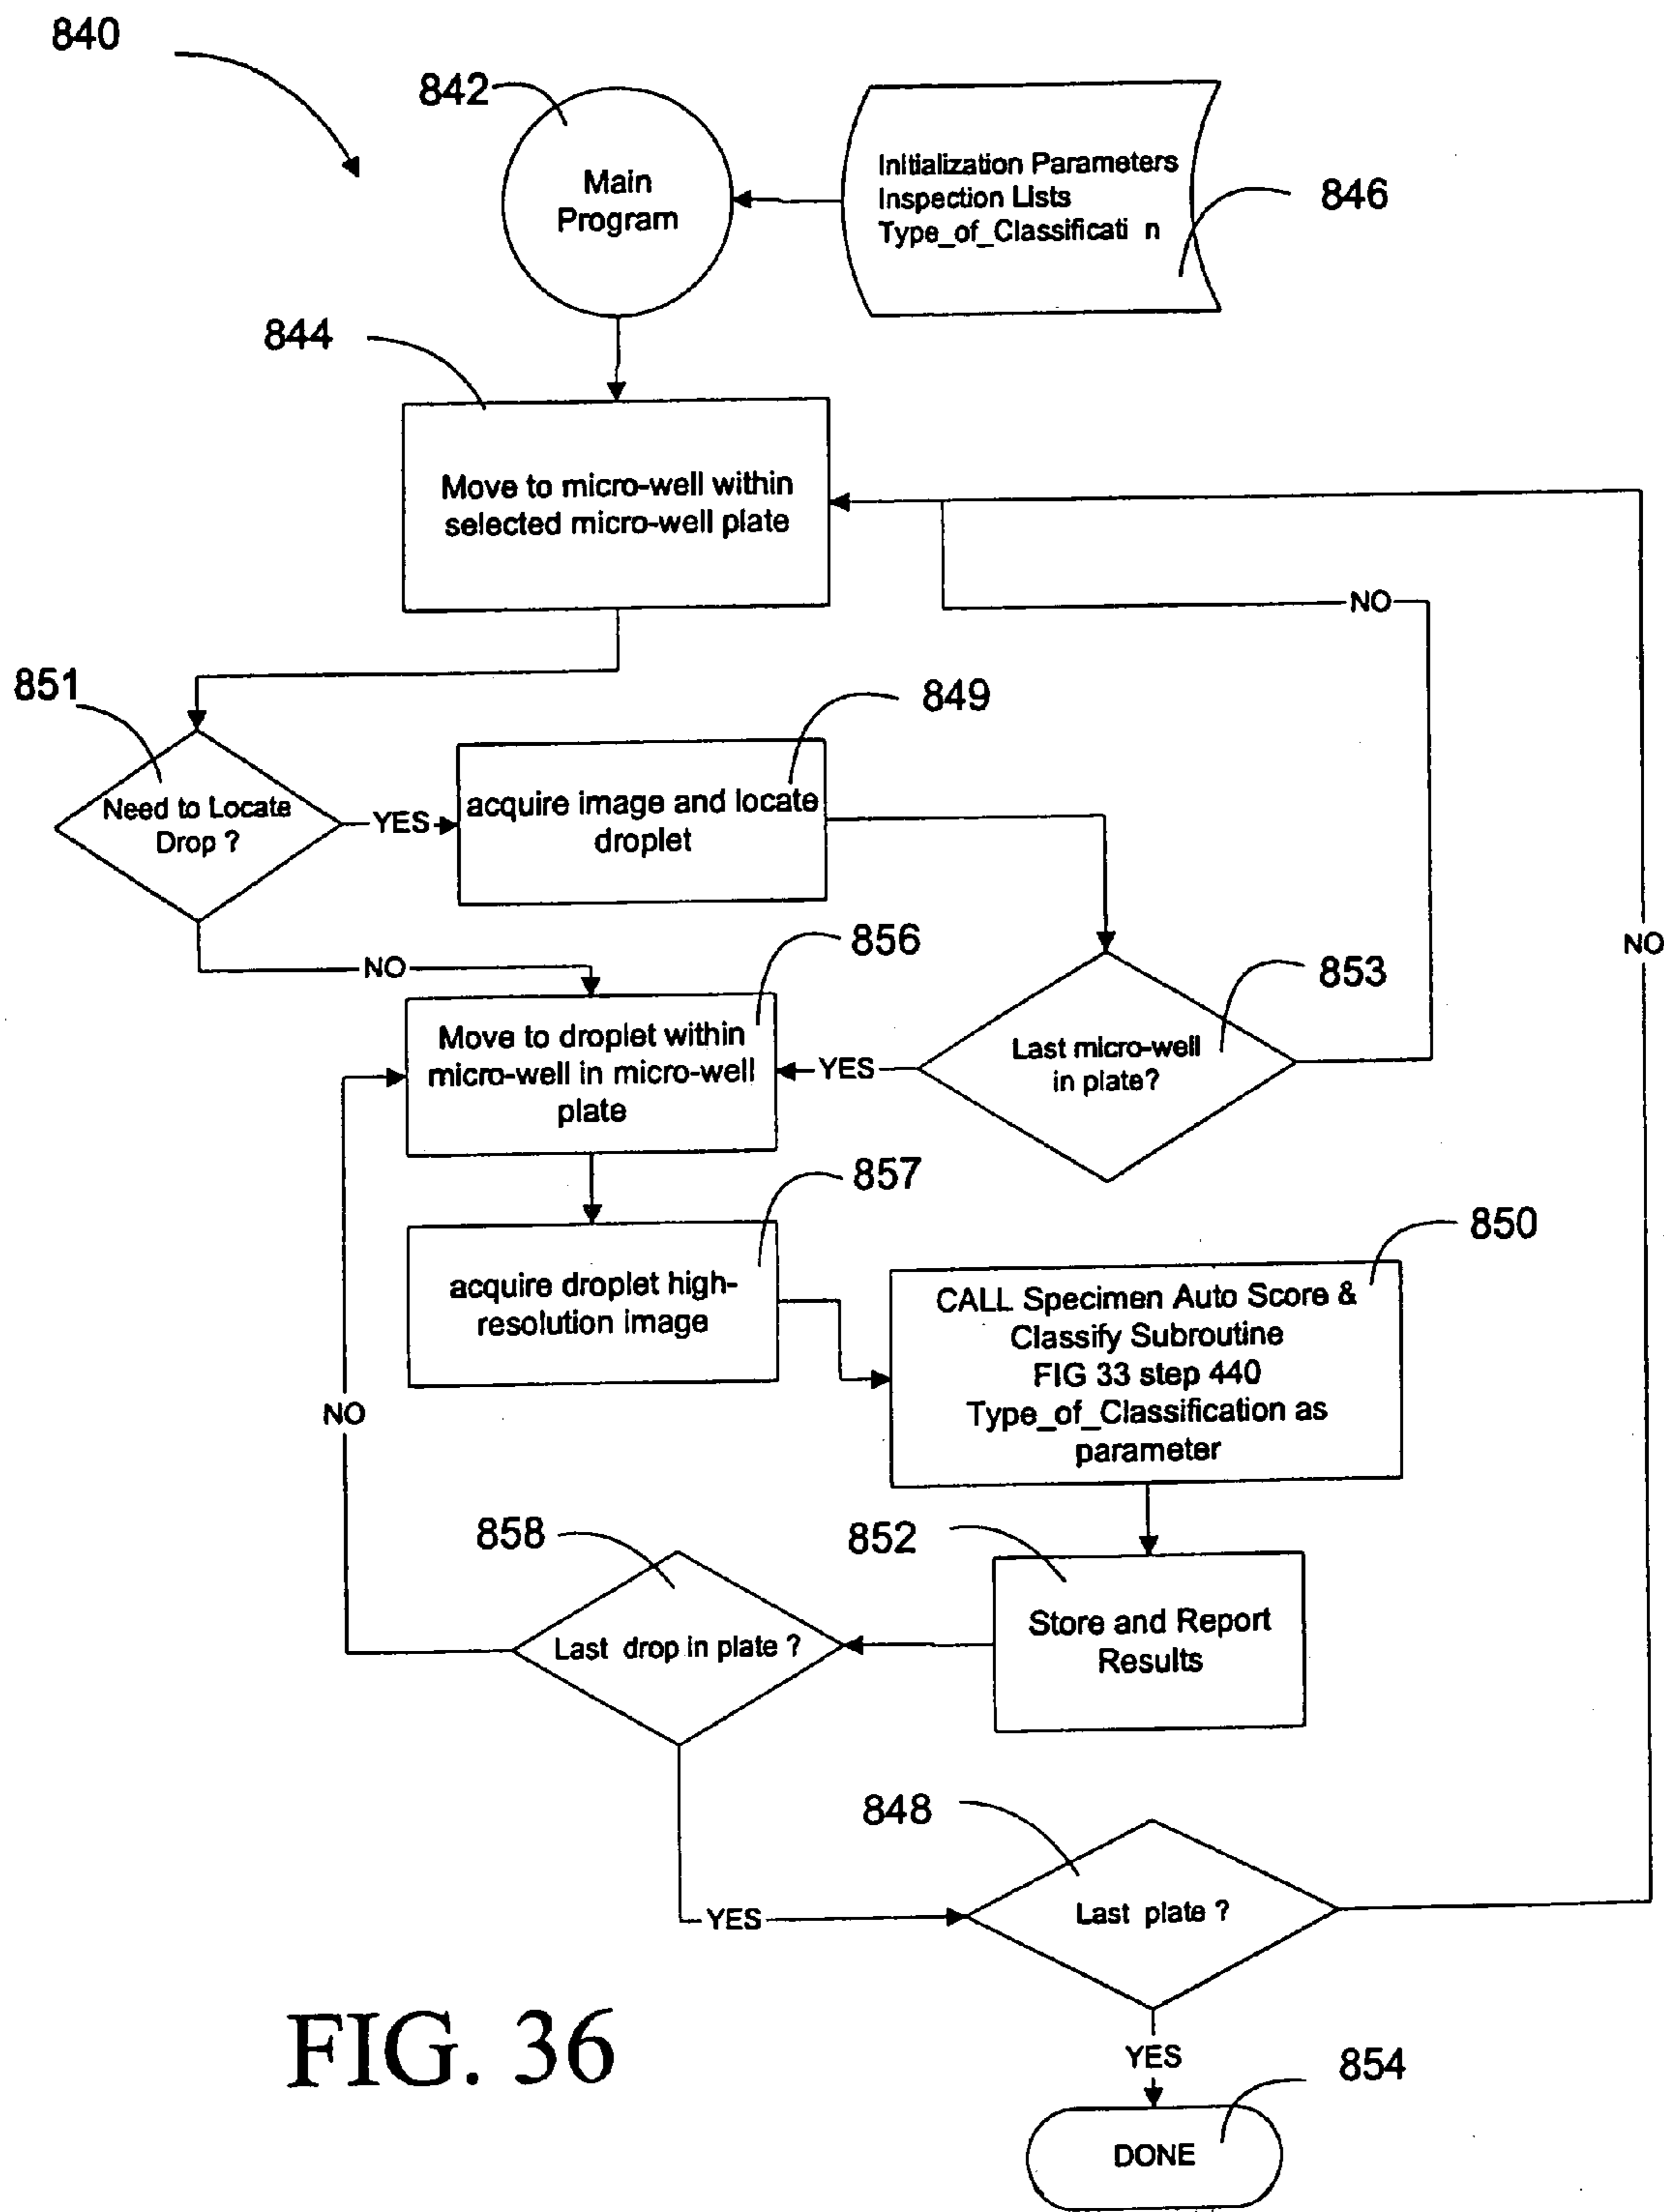 840
842
Main
Program
Initialization Parameters
Inspection Lists
Type_of_Classificati n
846
844
Move to micro-well within
selected micro-well plate
NO
851
849
Need to Locate
Drop ?
YES
acquire image and locate
droplet
NO
856
NO
853
Move to droplet within
micro-well in micro-well
plate
YES
Last micro-well
in plate?
857
850
acquire droplet high-
resolution image
CALL Specimen Auto Score &
Classify Subroutine
FIG 33 step 440
Type_of_Classification as
parameter
NO
858
852
Last drop in plate ?
Store and Report
Results
848
YES
Last plate ?
FIG. 36
YES
854
DONE